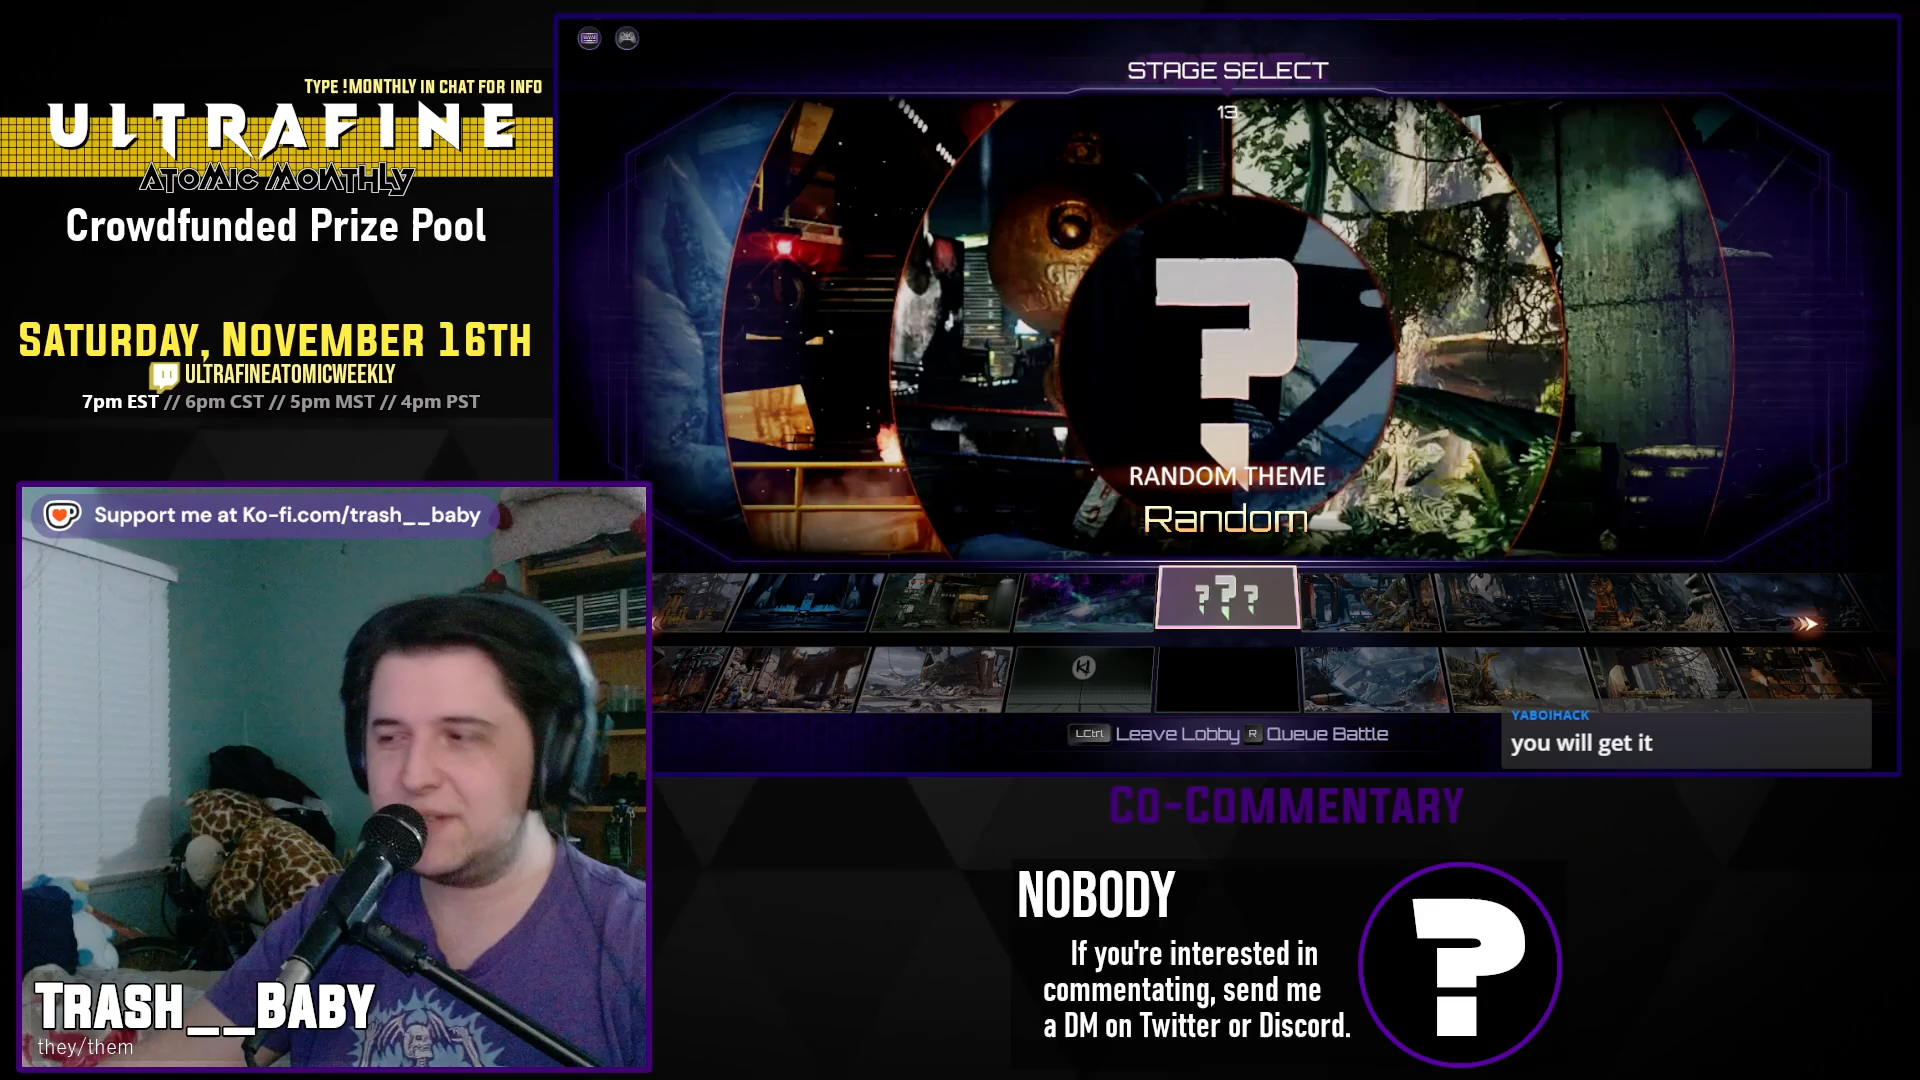 TYPE !MONTHLY IN CHAT FOR INFO
ULTRAFINE
ATOMIC MONTHLY
Crowdfunded Prize Pool
SATURDAY, NOVEMBER 16TH
ULTRAFINEATOMICWEEKLY
7pm EST // 6pm CST // 5pm MST // 4pm PST
STAGE SELECT
13
RANDOM THEME
Random
LCtrl Leave Lobby R Queue Battle
YABOIHACK
you will get it
Support me at Ko-fi.com/trash__baby
TRASH__BABY
they/them
CO-COMMENTARY
NOBODY
If you're interested in
commentating, send me
a DM on Twitter or Discord.